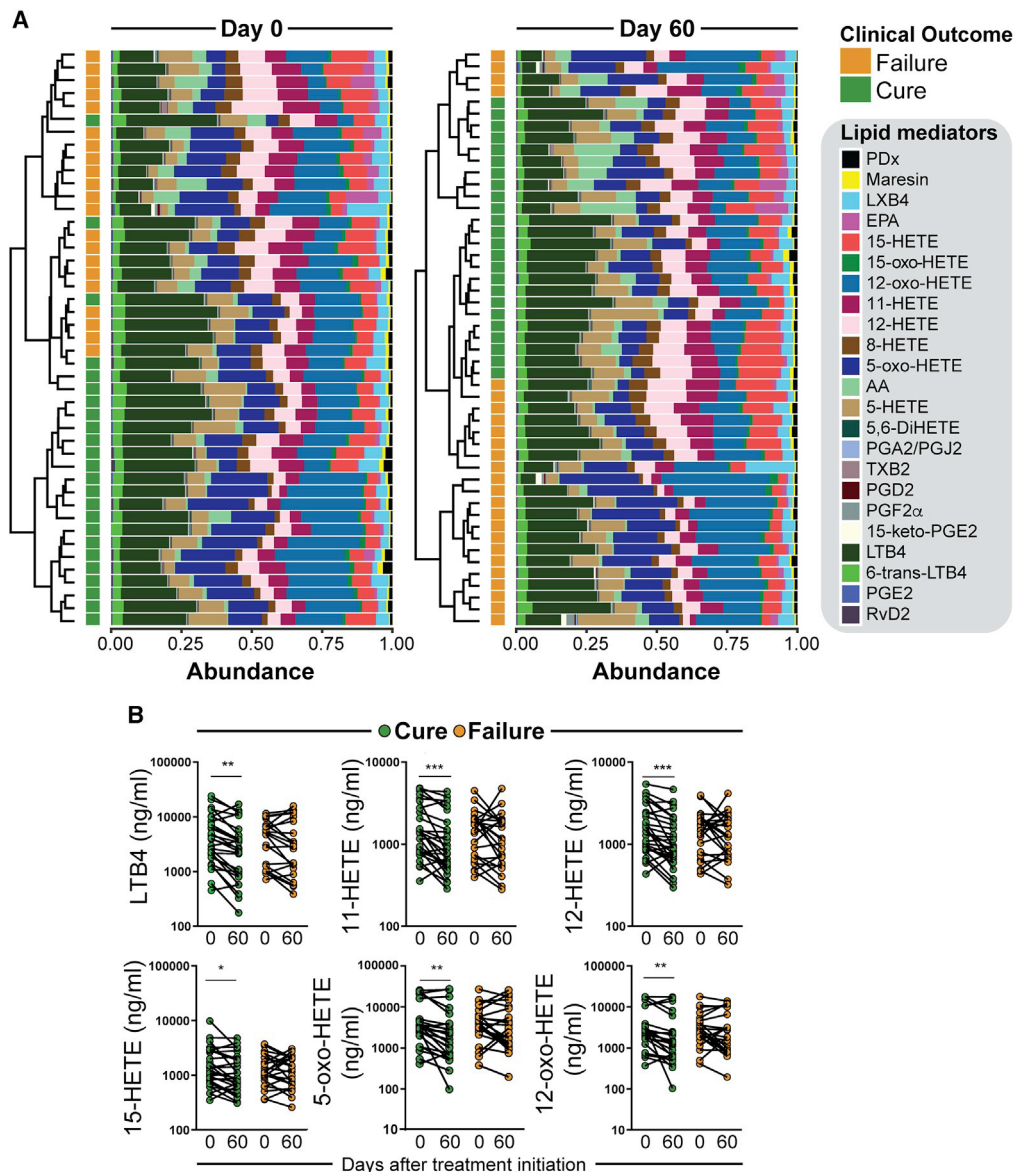 A
Day 0
Day 60
0.00 0.25 0.50 0.75 1.00
Abundance
0.00 0.25 0.50 0.75 1.00
Abundance
Clinical Outcome
Failure
Cure
Lipid mediators
PDx
Maresin
LXB4
EPA
15-HETE
15-oxo-HETE
12-oxo-HETE
11-HETE
12-HETE
8-HETE
5-oxo-HETE
AA
5-HETE
5,6-DiHETE
PGA2/PGJ2
TXB2
PGD2
PGF2α
15-keto-PGE2
LTB4
6-trans-LTB4
PGE2
RvD2
B
Cure Failure
LTB4 (ng/ml)
100000
10000
1000
100
**
0 60 0 60
11-HETE (ng/ml)
100000
10000
1000
10
***
0 60 0 60
12-HETE (ng/ml)
100000
10000
1000
100
***
0 60 0 60
15-HETE (ng/ml)
100000
10000
1000
100
*
0 60 0 60
5-oxo-HETE
(ng/ml)
100000
10000
1000
100
10
**
0 60 0 60
12-oxo-HETE
(ng/ml)
100000
10000
1000
100
10
**
0 60 0 60
Days after treatment initiation